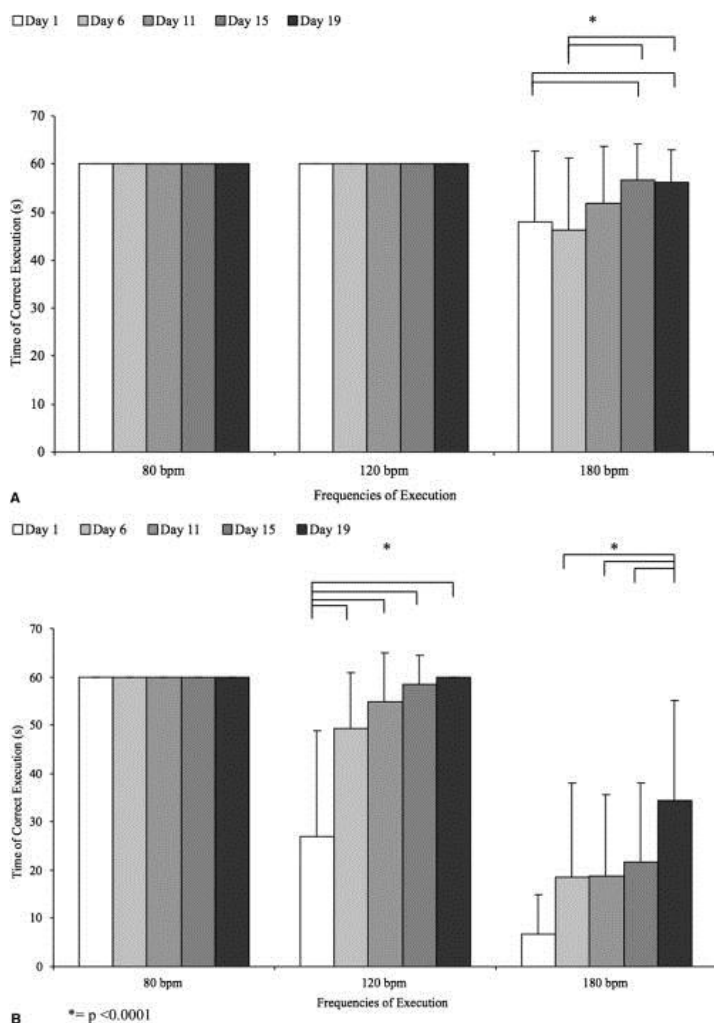 Day 1 Day 6 Day 11 Day 15 Day 19
*
70
60
50
40
30
20
10
0
Time of Correct Execution (s)
80 bpm 120 bpm 180 bpm
A
Frequencies of Execution
Day 1 Day 6 Day 11 Day 15 Day 19
* *
70
60
50
40
30
20
10
0
Time of Correct Execution (s)
80 bpm 120 bpm 180 bpm
Frequencies of Execution
B *= p <0.0001